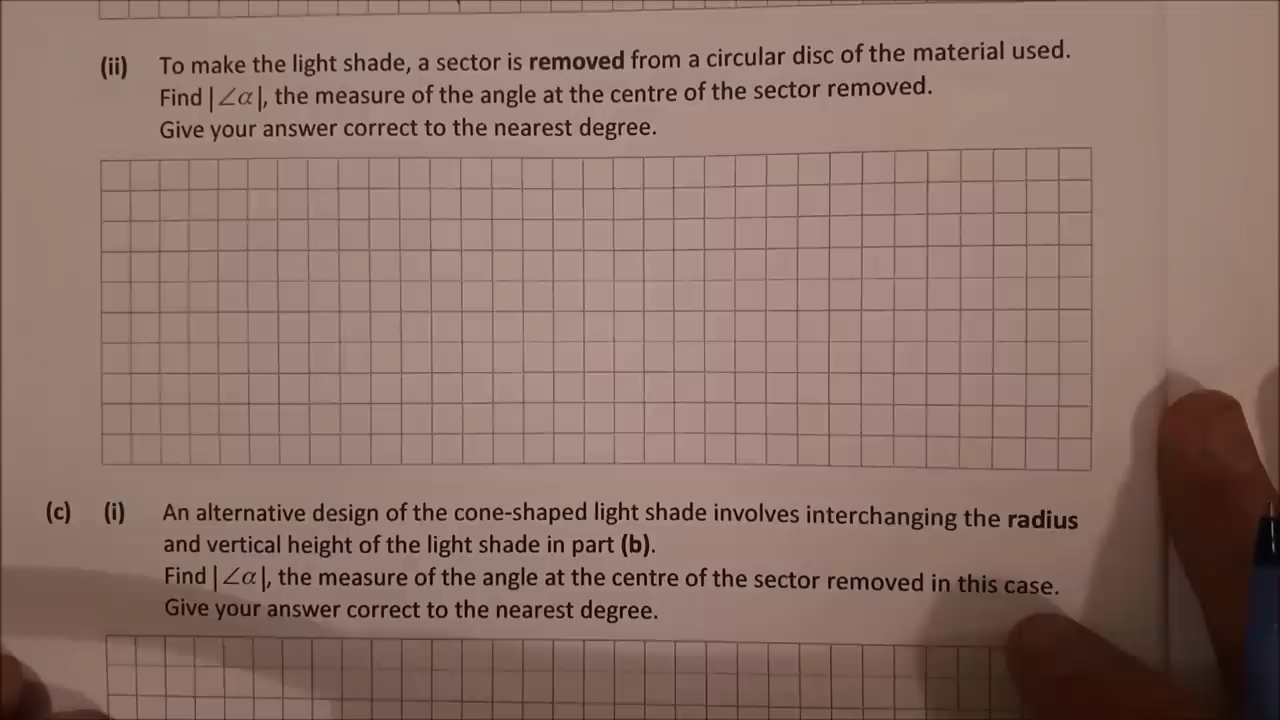 (ii) To make the light shade, a sector is removed from a circular disc of the material used.
Find |∠α|, the measure of the angle at the centre of the sector removed.
Give your answer correct to the nearest degree.
(c) (i) An alternative design of the cone-shaped light shade involves interchanging the radius
and vertical height of the light shade in part (b).
Find |∠α|, the measure of the angle at the centre of the sector removed in this case.
Give your answer correct to the nearest degree.